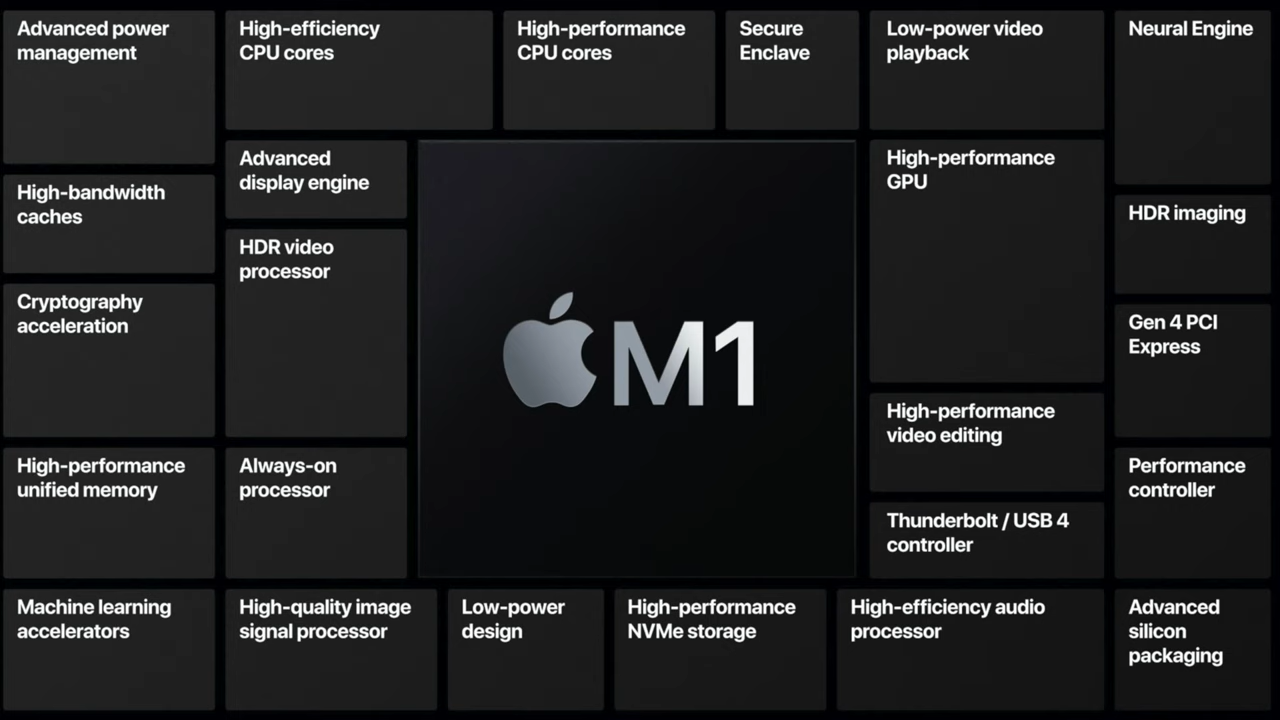 Advanced power
management
High-efficiency
CPU cores
High-performance
CPU cores
Secure
Enclave
Low-power video
playback
Neural Engine
Advanced
display engine
High-performance
GPU
High-bandwidth
caches
HDR imaging
HDR video
processor
Cryptography
acceleration
Gen 4 PCI
Express
M1
High-performance
video editing
High-performance
unified memory
Always-on
processor
Performance
controller
Thunderbolt / USB 4
controller
Machine learning
accelerators
High-quality image
signal processor
Low-power
design
High-performance
NVMe storage
High-efficiency audio
processor
Advanced
silicon
packaging